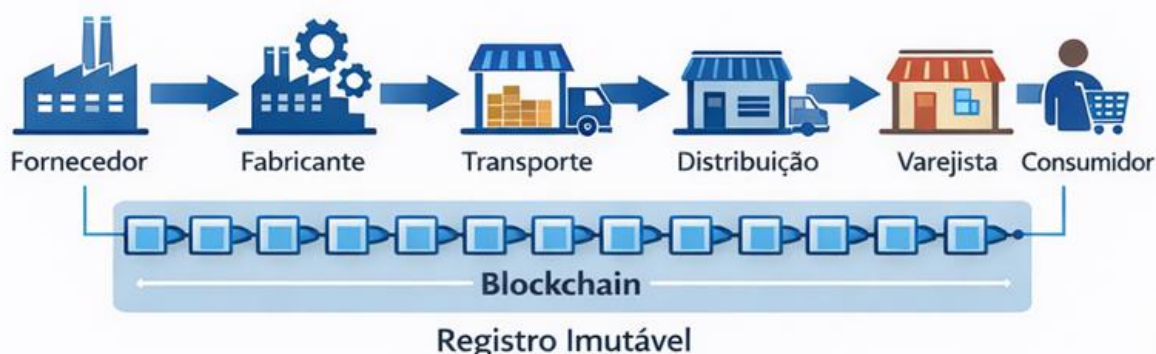 Fornecedor Fabricante Transporte Distribuição Varejista Consumidor
Blockchain
Registro Imutável